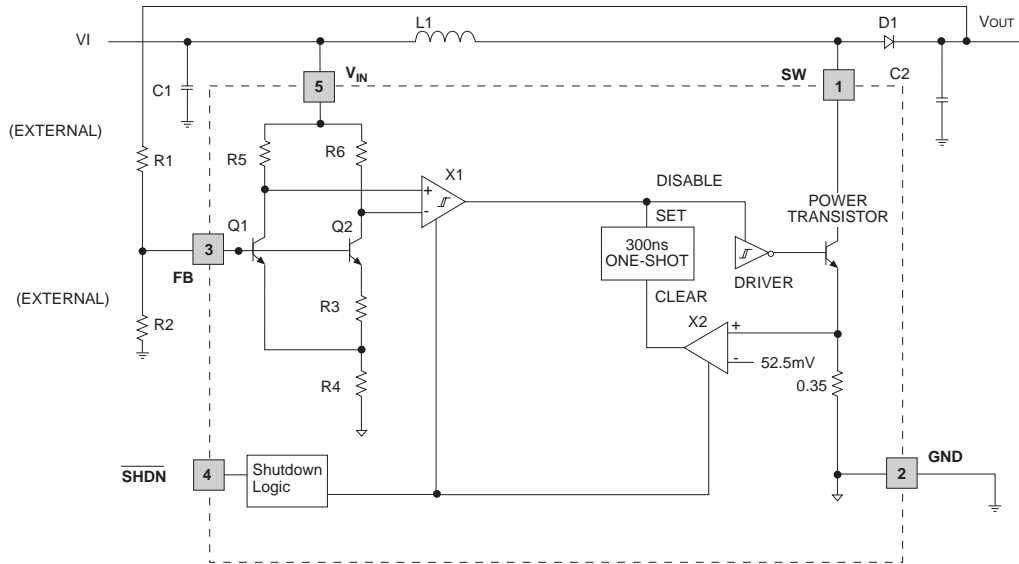 L1
D1
VOUT
VI
C1
VIN
5
SW
1
C2
(EXTERNAL)
R1
R5
R6
X1
+
-
DISABLE
SET
POWER
TRANSISTOR
Q1
Q2
300ns
ONE-SHOT
3
FB
DRIVER
CLEAR
(EXTERNAL)
R2
R3
X2
+
-
52.5mV
R4
0.35
SHDN
4
Shutdown
Logic
GND
2